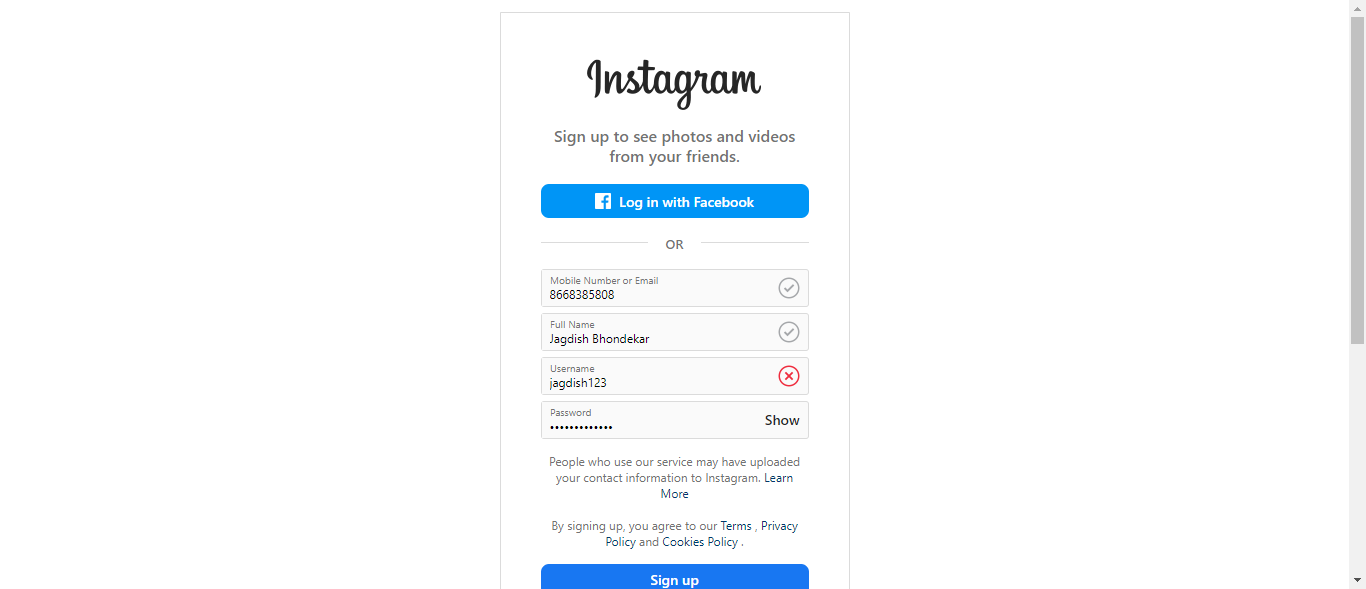 Instagram
Sign up to see photos and videos
from your friends.
Log in with Facebook
OR
Mobile Number or Email
8668385808
Full Name
Jagdish Bhondekar
Username
jagdish123
Password
•••••••••••••
Show
People who use our service may have uploaded
your contact information to Instagram. Learn
More
By signing up, you agree to our Terms , Privacy
Policy and Cookies Policy .
Sign up